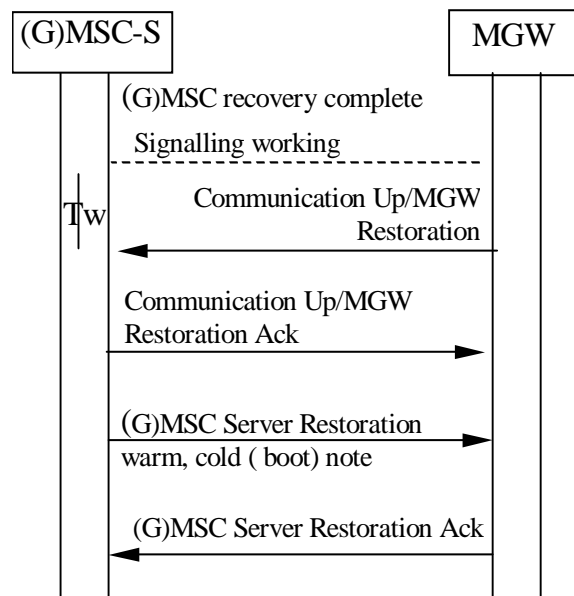 (G)MSC-S
MGW
(G)MSC recovery complete
Signalling working
Tw
Communication Up/MGW
Restoration
Communication Up/MGW
Restoration Ack
(G)MSC Server Restoration
warm, cold ( boot) note
(G)MSC Server Restoration Ack